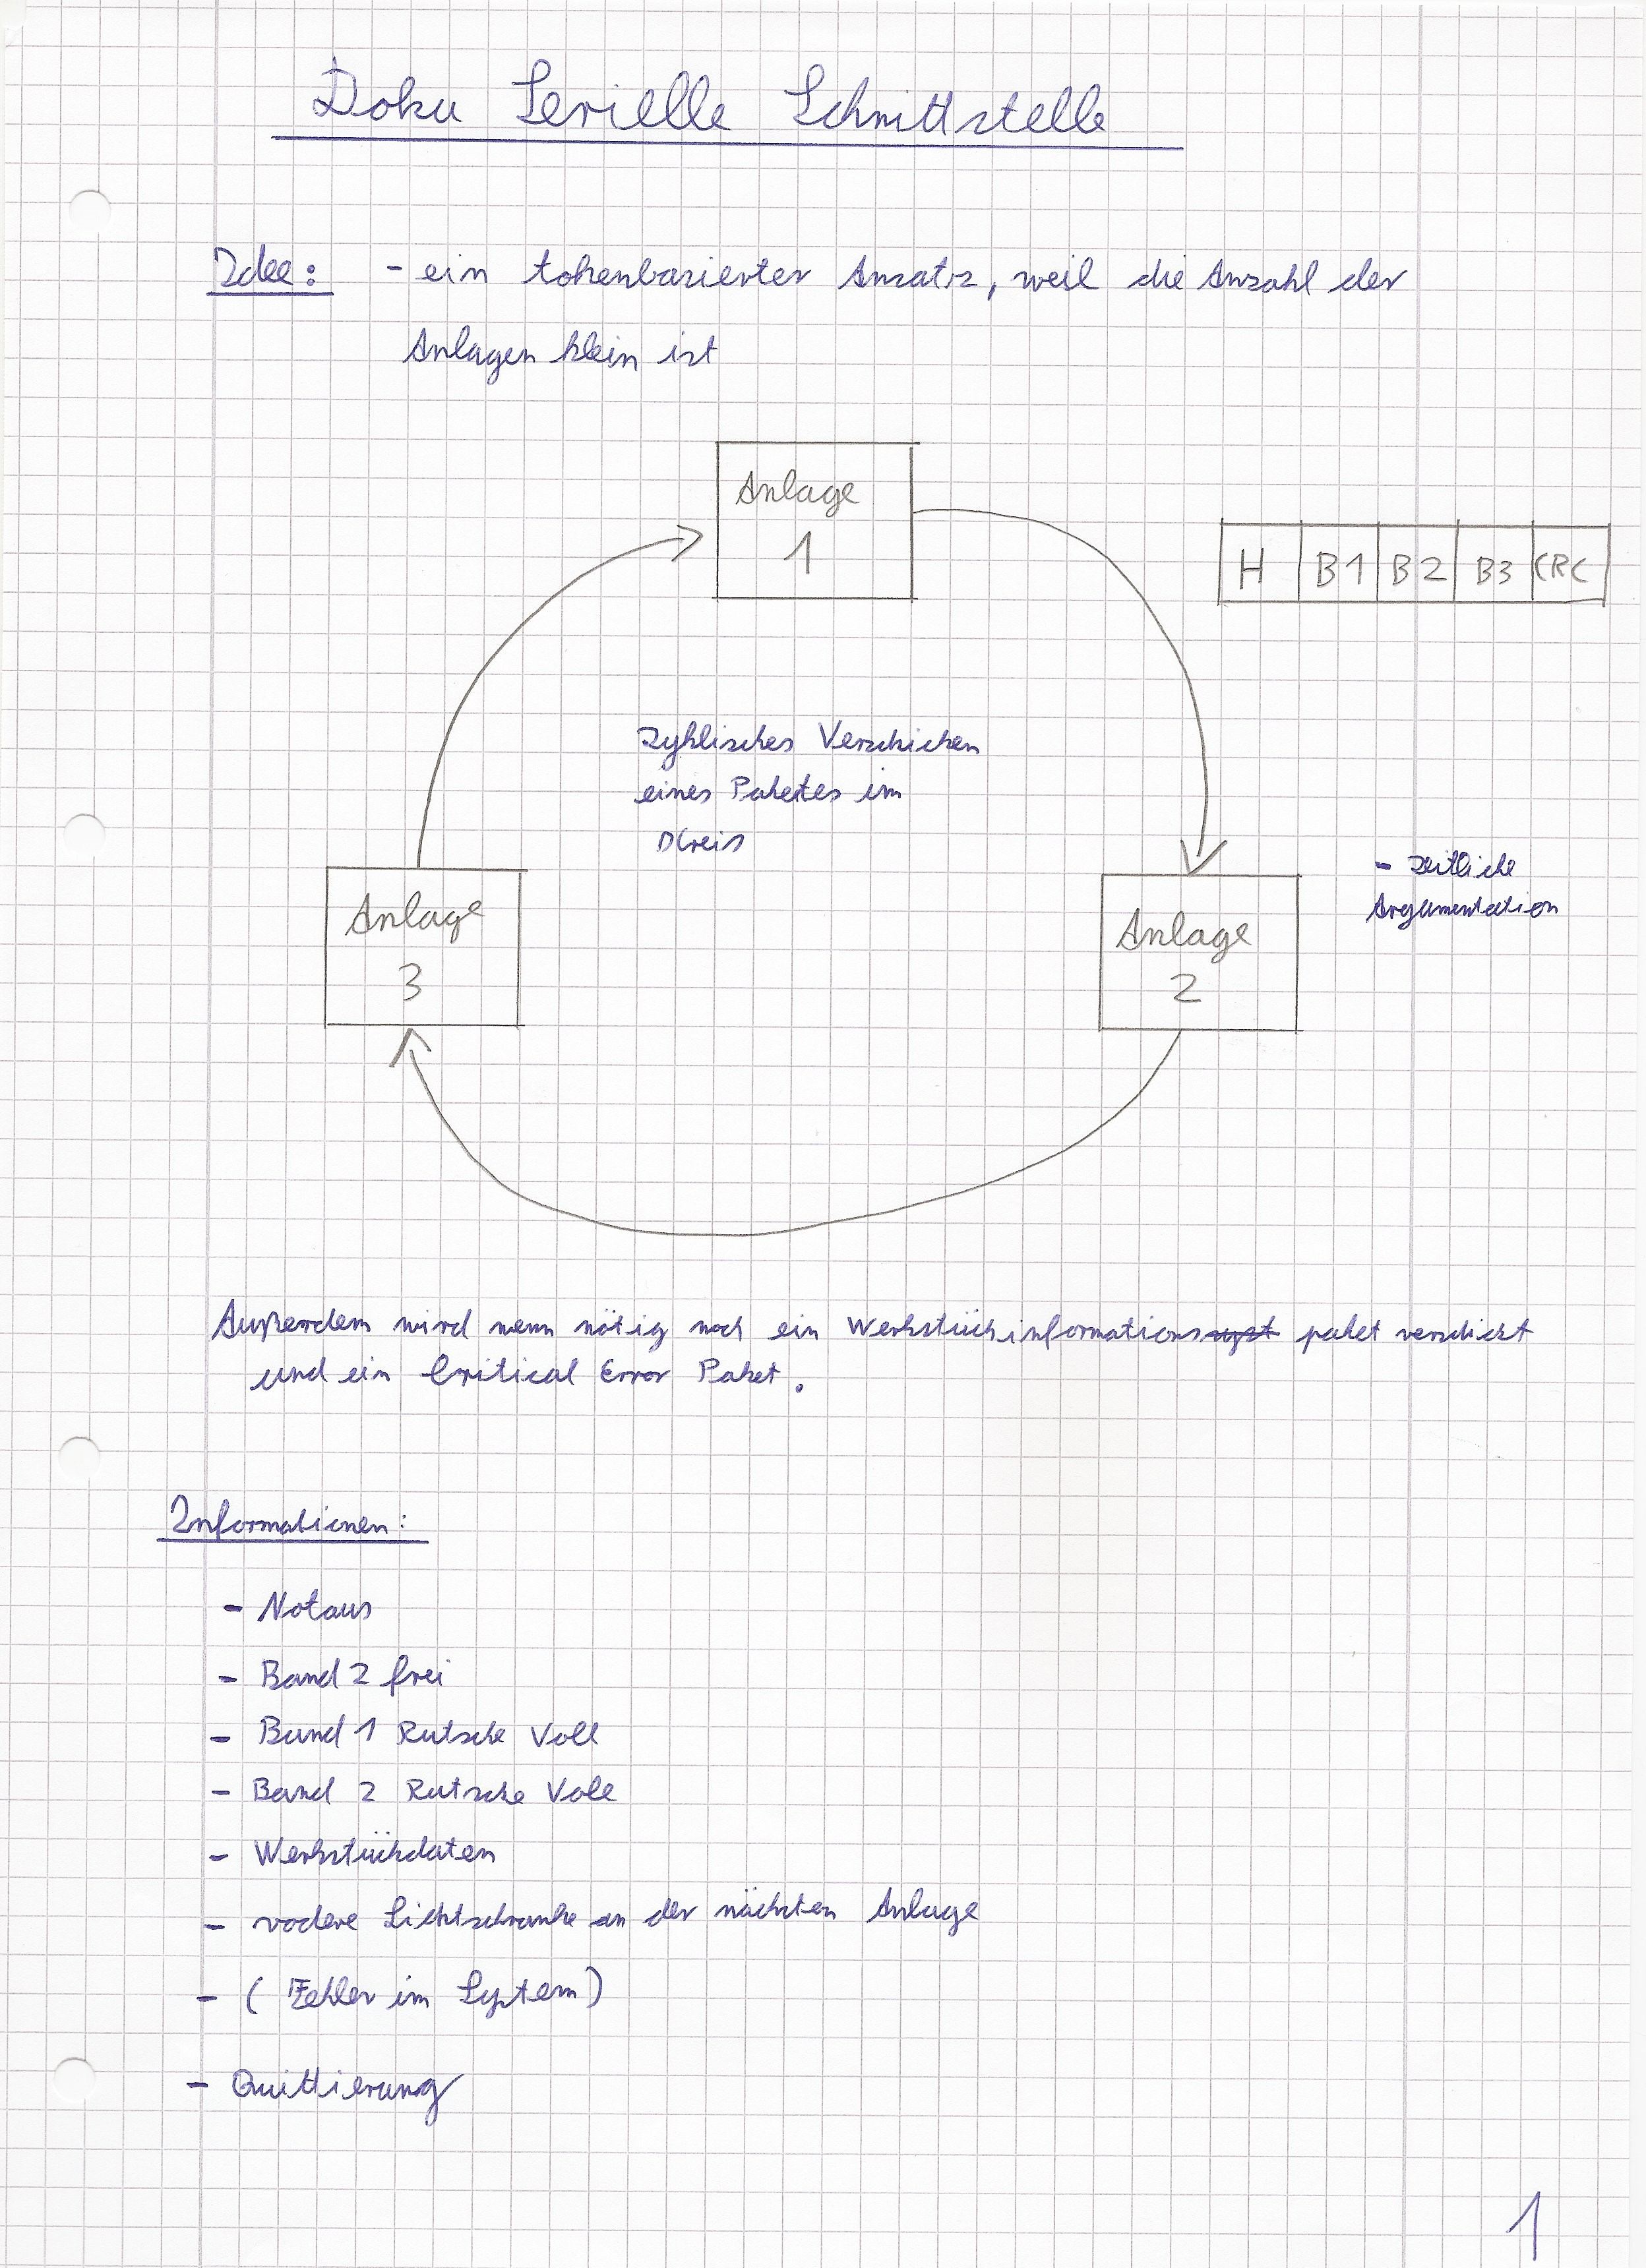 Doku Serielle Schnittstelle
Idee: - ein tokenbasierter Ansatz, weil die Anzahl der
Anlagen klein ist
Anlage
1
H B1 B2 B3 CRC
zyklisches Verschicken
eines Paketes im
Kreis
- zeitliche
Argumentation
Anlage
3
Anlage
2
Außerdem wird wenn nötig noch ein Werkstückinformations paket verschickt
und ein Critical Error Paket.
Informationen:
- Notaus
- Band 2 frei
- Band 1 Rutsche Voll
- Band 2 Rutsche Voll
- Werkstückdaten
- vodere Lichtschranke an der nächsten Anlage
- (Fehler im System)
- Quittierung
1